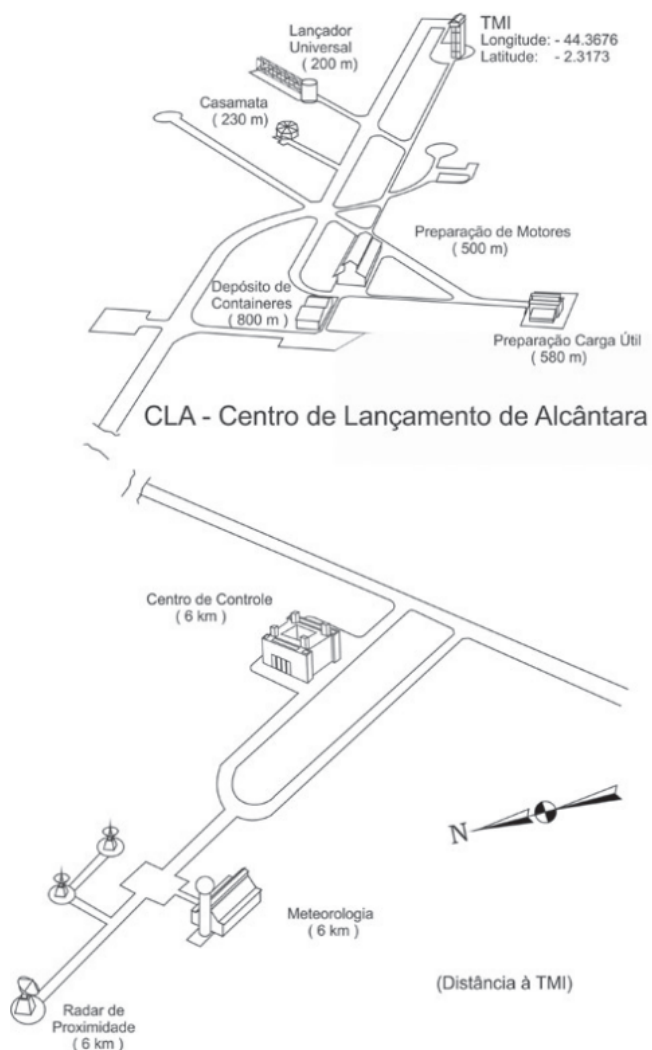 TMI
Longitude: - 44.3676
Latitude: - 2.3173
Lançador
Universal
( 200 m)
Casamata
( 230 m)
Preparação de Motores
( 500 m)
Depósito de
Containeres
( 800 m )
Preparação Carga Útil
( 580 m)
CLA - Centro de Lançamento de Alcântara
Centro de Controle
( 6 km )
N
Meteorologia
( 6 km )
(Distância à TMI)
Radar de
Proximidade
( 6 km )